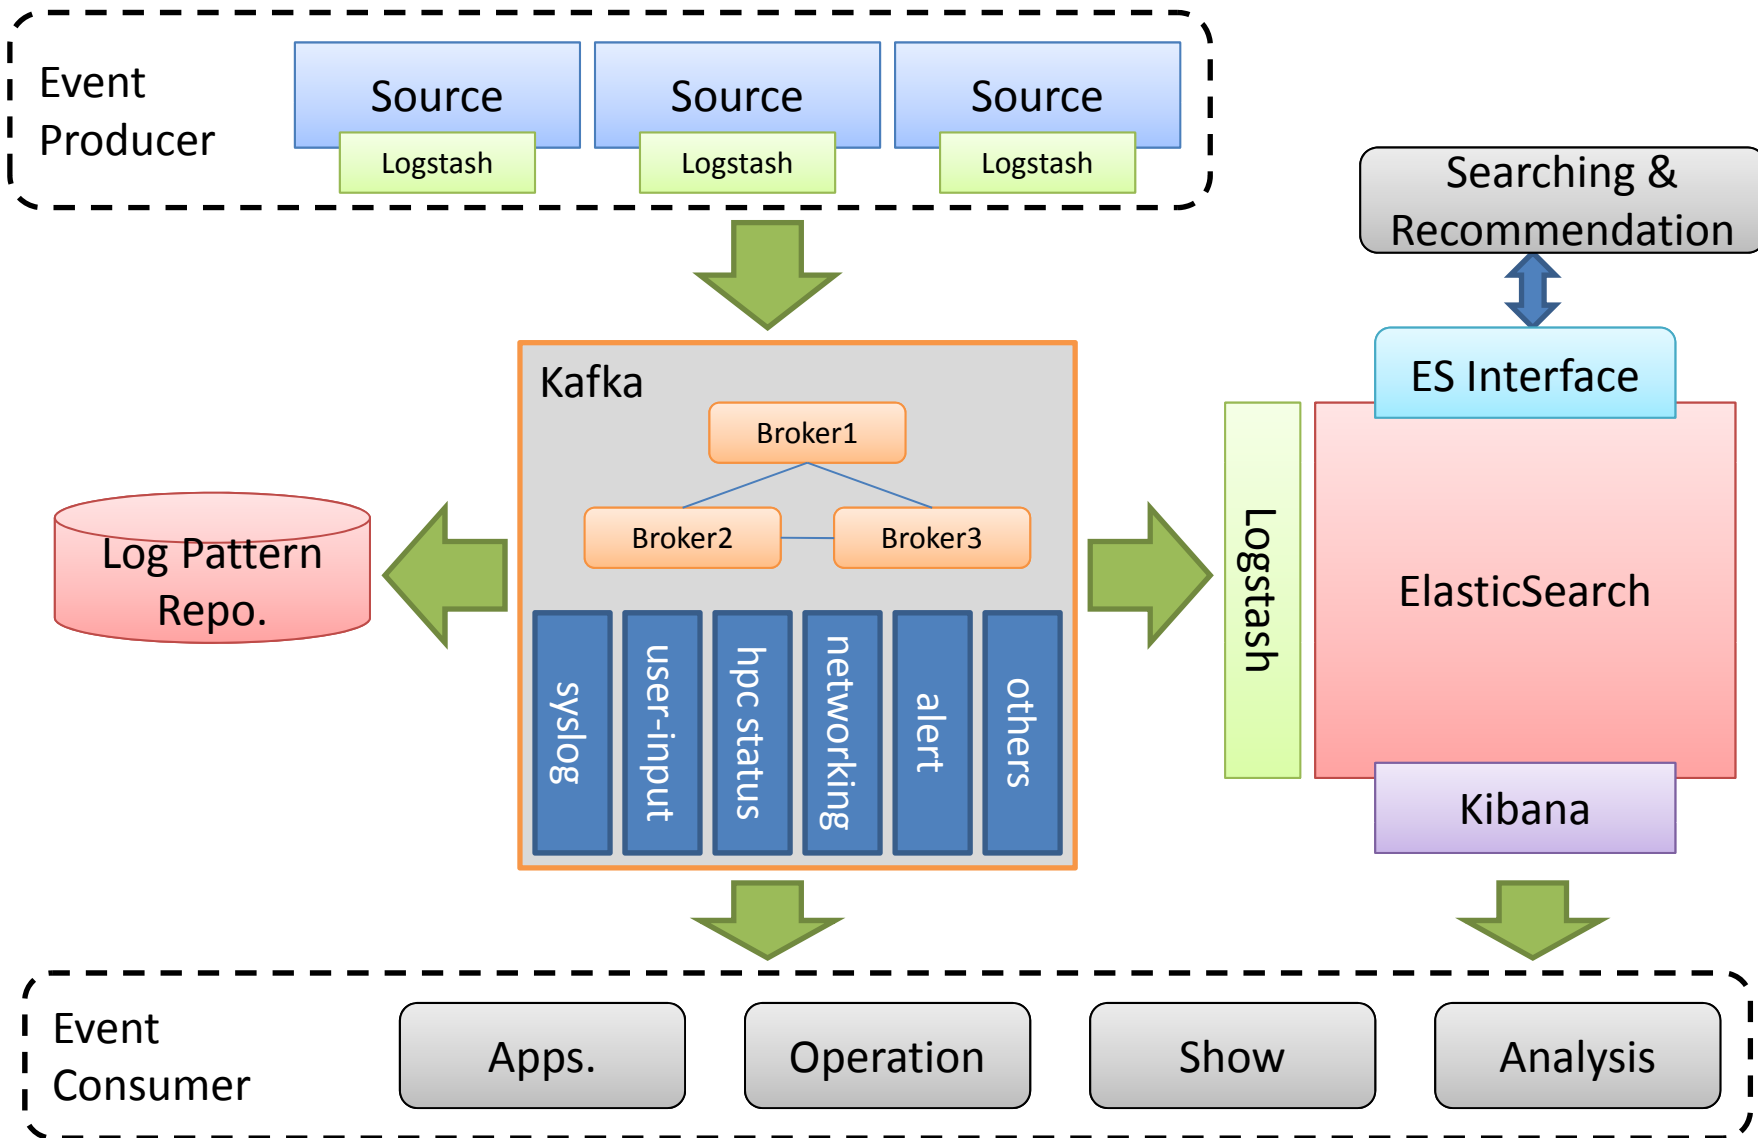 Event
Producer
Source
Source
Source
Logstash
Logstash
Logstash
Searching &
Recommendation
Kafka
Broker1
Broker2
Broker3
syslog
user-input
hpc status
networking
alert
others
Log Pattern
Repo.
Logstash
ES Interface
ElasticSearch
Kibana
Event
Consumer
Apps.
Operation
Show
Analysis